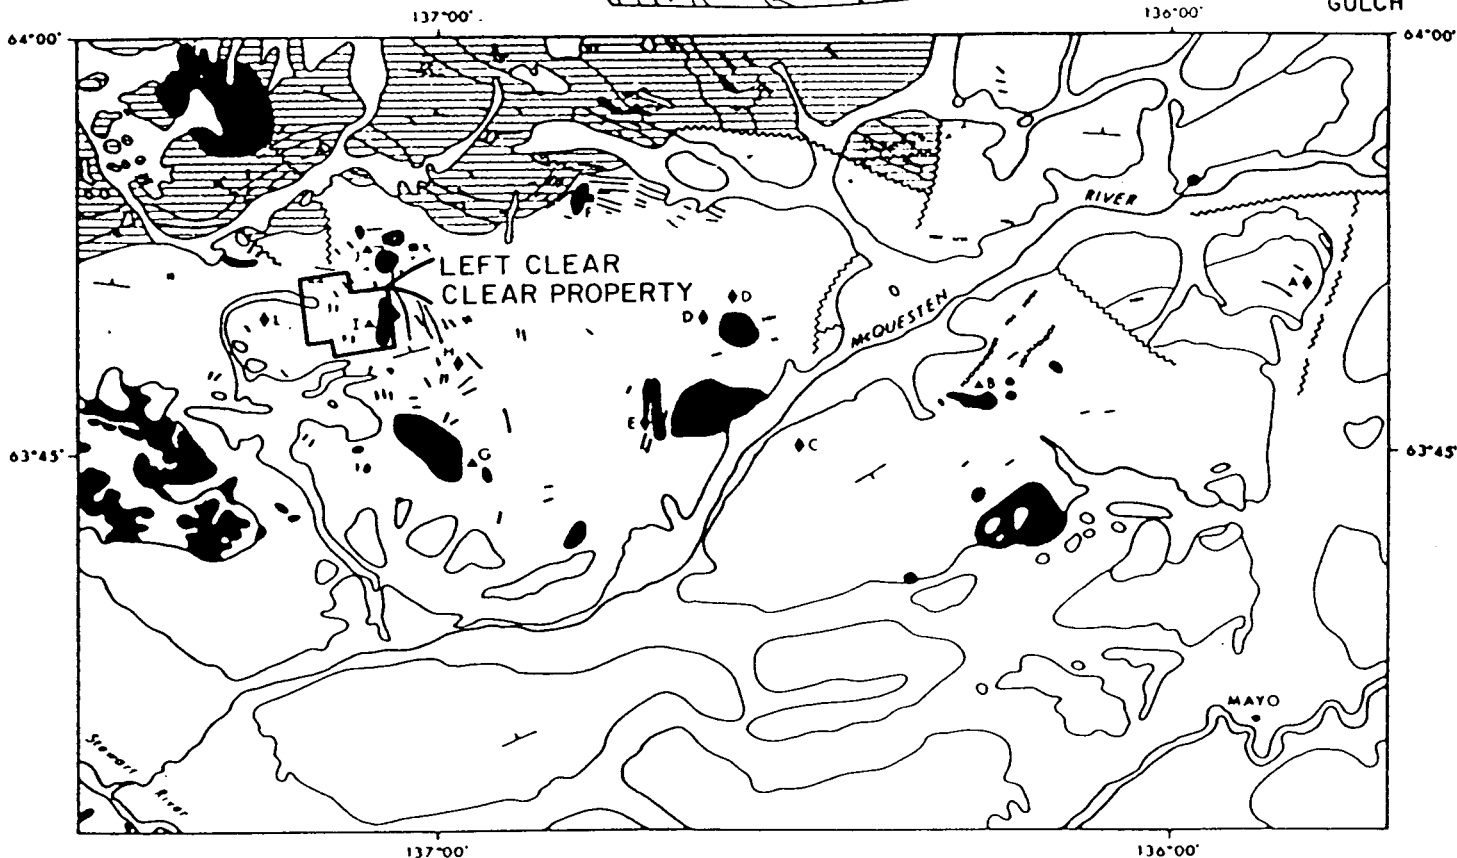 GULCH
137°00'
136°00'
64°00'
64°00'
F
RIVER
LEFT CLEAR
CLEAR PROPERTY
A
D
D
McQUESTEN
L
I
H
B
E
C
G
63°45'
63°45'
MAYO
Stewart
River
137°00'
136°00'